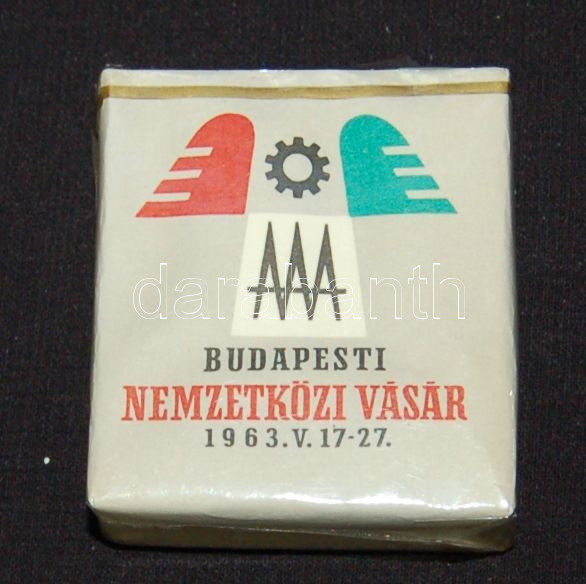 darabanth
BUDAPESTI
NEMZETKÖZI VÁSÁR
1963.V.17-27.